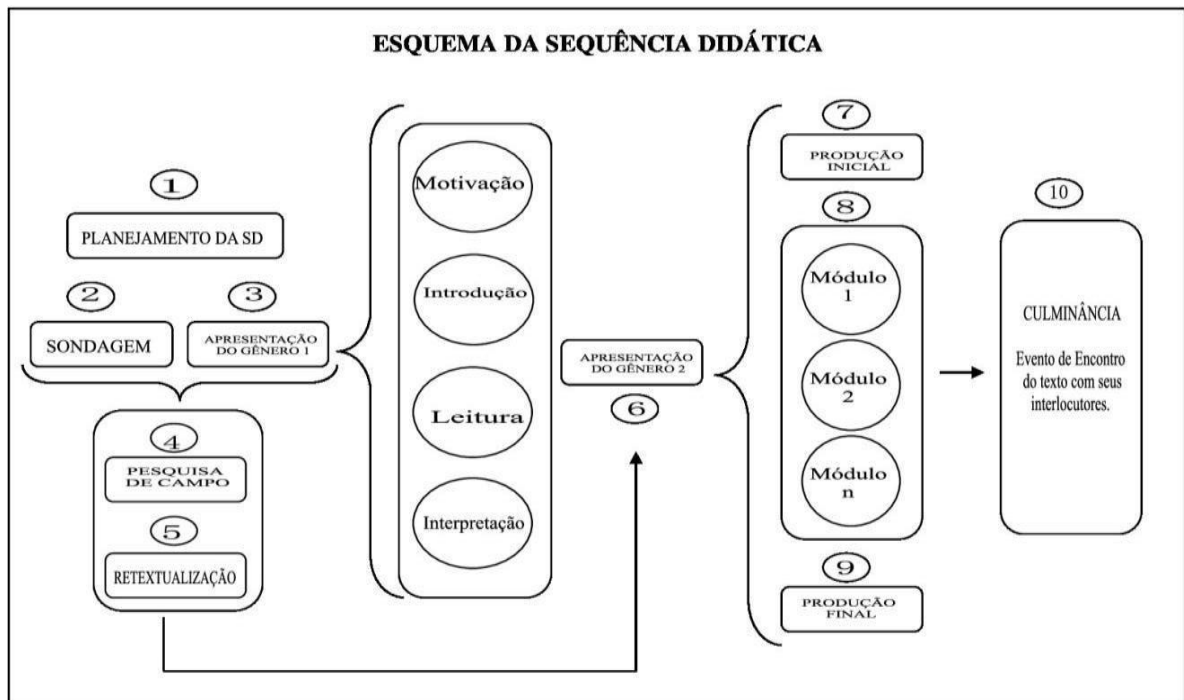 ESQUEMA DA SEQUÊNCIA DIDÁTICA
1
PLANEJAMENTO DA SD
2
SONDAGEM
3
APRESENTAÇÃO
DO GÊNERO 1
4
PESQUISA
DE CAMPO
5
RETEXTUALIZAÇÃO
Motivação
Introdução
Leitura
Interpretação
APRESENTAÇÃO
DO GÊNERO 2
6
7
PRODUÇÃO
INICIAL
8
Módulo
1
Módulo
2
Módulo
n
9
PRODUÇÃO
FINAL
10
CULMINÂNCIA
Evento de Encontro
do texto com seus
interlocutores.